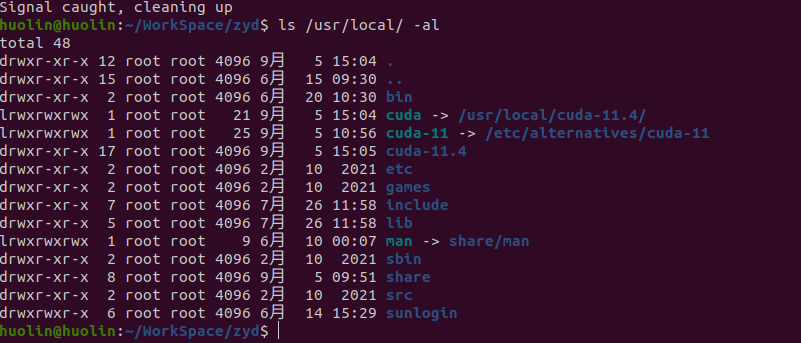 Signal caught, cleaning up
huolin@huolin:~/WorkSpace/zyd$ ls /usr/local/ -al
total 48
drwxr-xr-x 12 root root 4096 9月   5 15:04 .
drwxr-xr-x 15 root root 4096 6月  15 09:30 ..
drwxr-xr-x  2 root root 4096 6月  20 10:30 bin
lrwxrwxrwx  1 root root   21 9月   5 15:04 cuda -> /usr/local/cuda-11.4/
lrwxrwxrwx  1 root root   25 9月   5 10:56 cuda-11 -> /etc/alternatives/cuda-11
drwxr-xr-x 17 root root 4096 9月   5 15:05 cuda-11.4
drwxr-xr-x  2 root root 4096 2月  10  2021 etc
drwxr-xr-x  2 root root 4096 2月  10  2021 games
drwxr-xr-x  7 root root 4096 7月  26 11:58 include
drwxr-xr-x  5 root root 4096 7月  26 11:58 lib
lrwxrwxrwx  1 root root    9 6月  10 00:07 man -> share/man
drwxr-xr-x  2 root root 4096 2月  10  2021 sbin
drwxr-xr-x  8 root root 4096 9月   5 09:51 share
drwxr-xr-x  2 root root 4096 2月  10  2021 src
drwxr-xr-x  6 root root 4096 6月  14 15:29 sunlogin
huolin@huolin:~/WorkSpace/zyd$